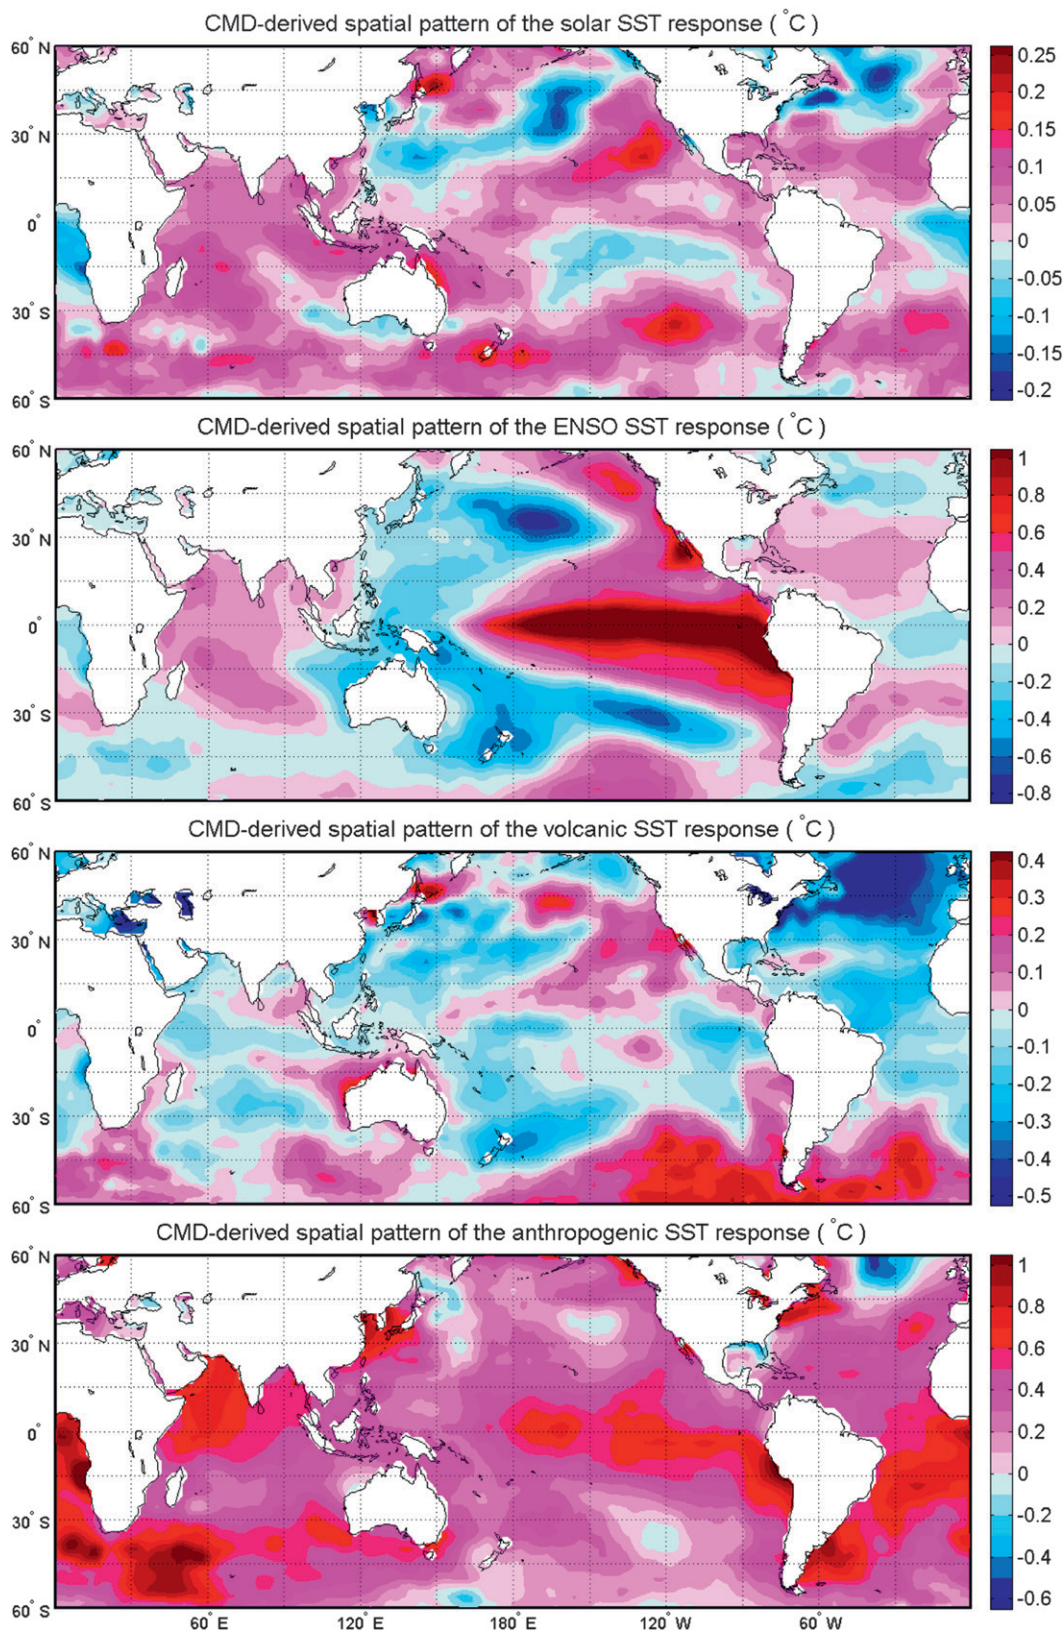 CMD-derived spatial pattern of the solar SST response ( °C )
60° N
30° N
0°
30° S
60° S
0.25
0.2
0.15
0.1
0.05
0
-0.05
-0.1
-0.15
-0.2
CMD-derived spatial pattern of the ENSO SST response ( °C )
60° N
30° N
0°
30° S
60° S
1
0.8
0.6
0.4
0.2
0
-0.2
-0.4
-0.6
-0.8
CMD-derived spatial pattern of the volcanic SST response ( °C )
60° N
30° N
0°
30° S
60° S
0.4
0.3
0.2
0.1
0
-0.1
-0.2
-0.3
-0.4
-0.5
CMD-derived spatial pattern of the anthropogenic SST response ( °C )
60° N
30° N
0°
30° S
60° S
1
0.8
0.6
0.4
0.2
0
-0.2
-0.4
-0.6
60° E
120° E
180° E
120° W
60° W